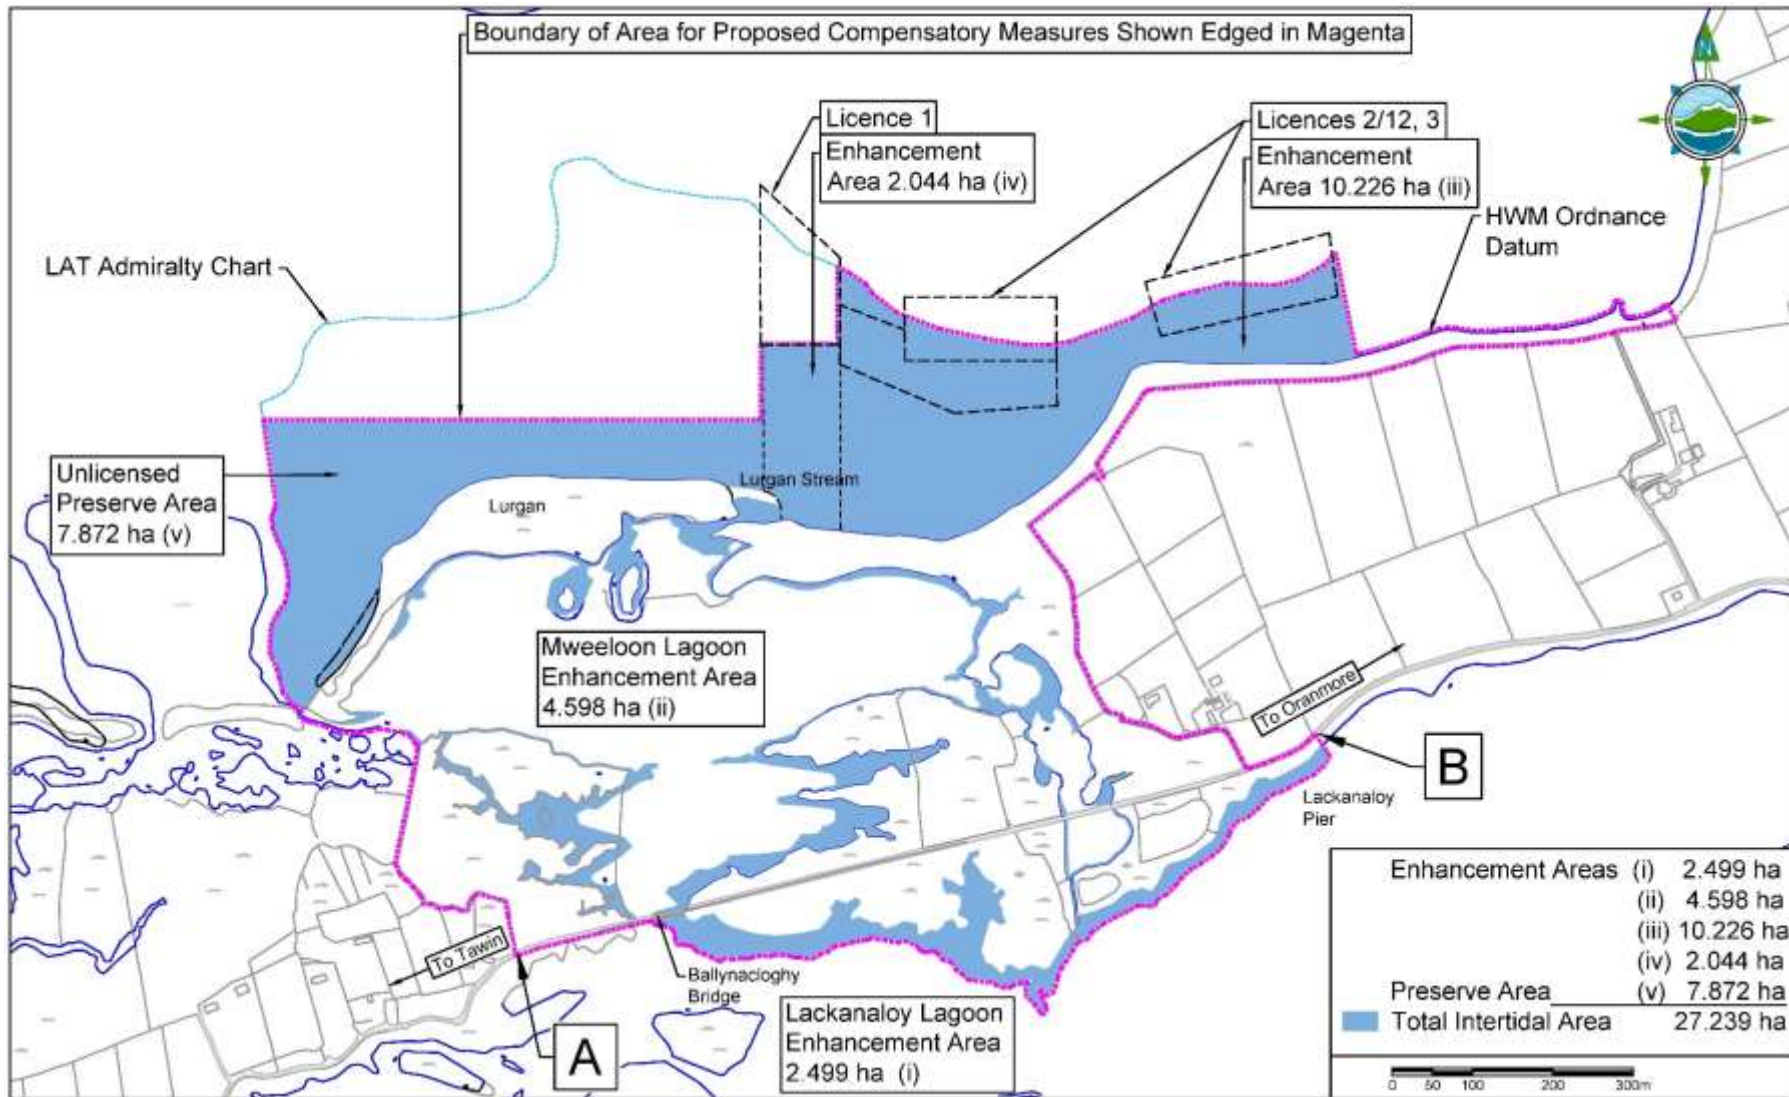 Boundary of Area for Proposed Compensatory Measures Shown Edged in Magenta
N
Licence 1
Enhancement
Area 2.044 ha (iv)
Licences 2/12, 3
Enhancement
Area 10.226 ha (iii)
HWM Ordnance
Datum
LAT Admiralty Chart
Unlicensed
Preserve Area
7.872 ha (v)
Lurgan
Lurgan Stream
Mweeloon Lagoon
Enhancement Area
4.598 ha (ii)
To Oranmore
B
Lackanaloy
Pier
To Tawin
A
Ballynacloghy
Bridge
Lackanaloy Lagoon
Enhancement Area
2.499 ha (i)
Enhancement Areas (i) 2.499 ha
(ii) 4.598 ha
(iii) 10.226 ha
(iv) 2.044 ha
Preserve Area (v) 7.872 ha
Total Intertidal Area 27.239 ha
0 50 100 200 300m